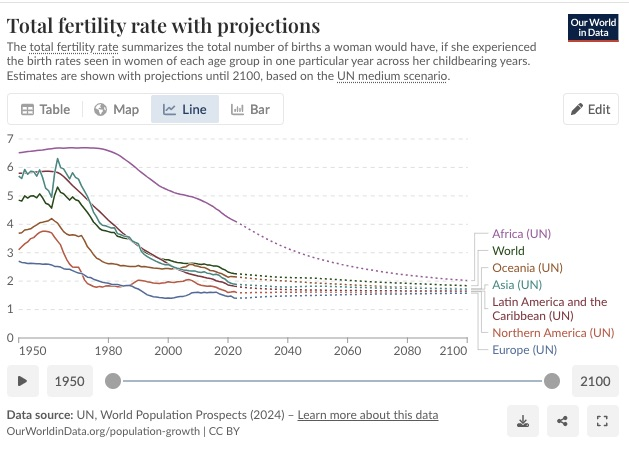 Total fertility rate with projections
Our World
in Data
The total fertility rate summarizes the total number of births a woman would have, if she experienced
the birth rates seen in women of each age group in one particular year across her childbearing years.
Estimates are shown with projections until 2100, based on the UN medium scenario.
Table
Map
Line
Bar
Edit
7
6
5
4
3
2
1
0
1950
1980
2000
2020
2040
2060
2080
2100
Africa (UN)
World
Oceania (UN)
Asia (UN)
Latin America and the
Caribbean (UN)
Northern America (UN)
Europe (UN)
1950
2100
Data source: UN, World Population Prospects (2024) – Learn more about this data
OurWorldinData.org/population-growth | CC BY